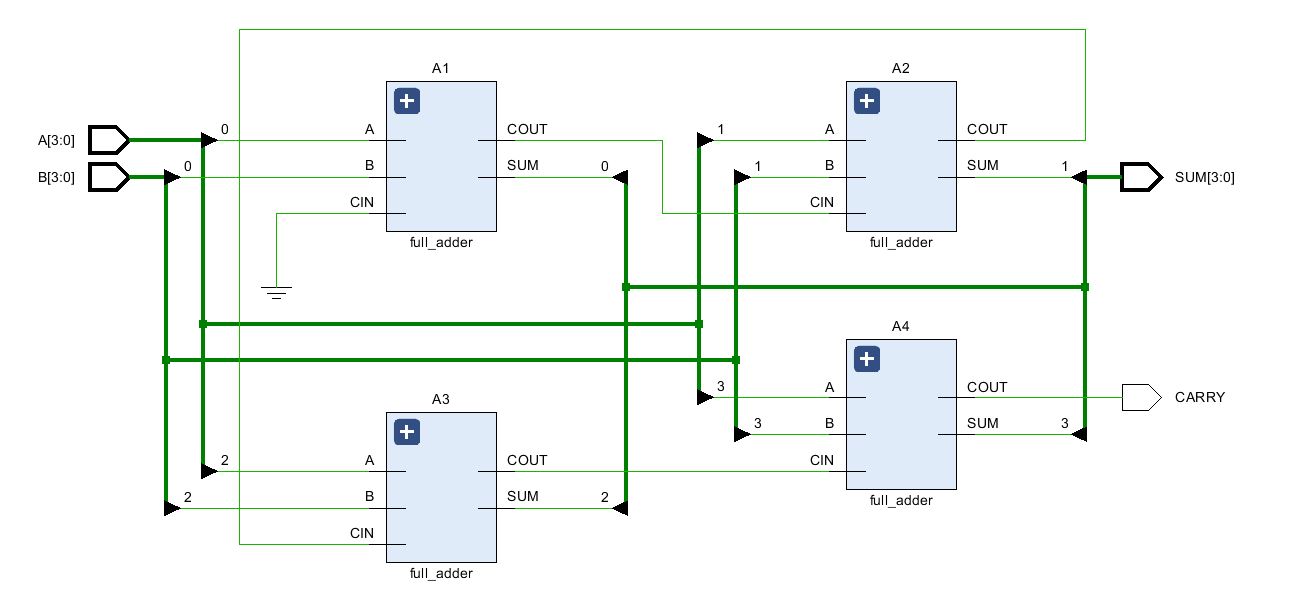 A1
A2
A[3:0]
0
A
COUT
1
A
COUT
B[3:0]
0
B
SUM
0
1
B
SUM
1
SUM[3:0]
CIN
CIN
full_adder
full_adder
A4
A3
3
A
COUT
CARRY
3
B
SUM
3
2
A
COUT
CIN
2
B
SUM
2
full_adder
CIN
full_adder